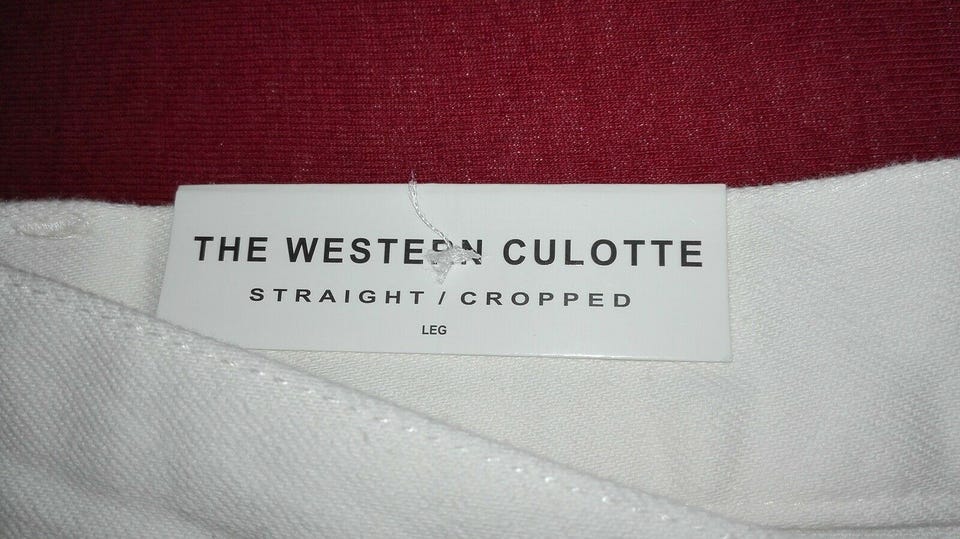 THE WESTERN CULOTTE
STRAIGHT / CROPPED
LEG